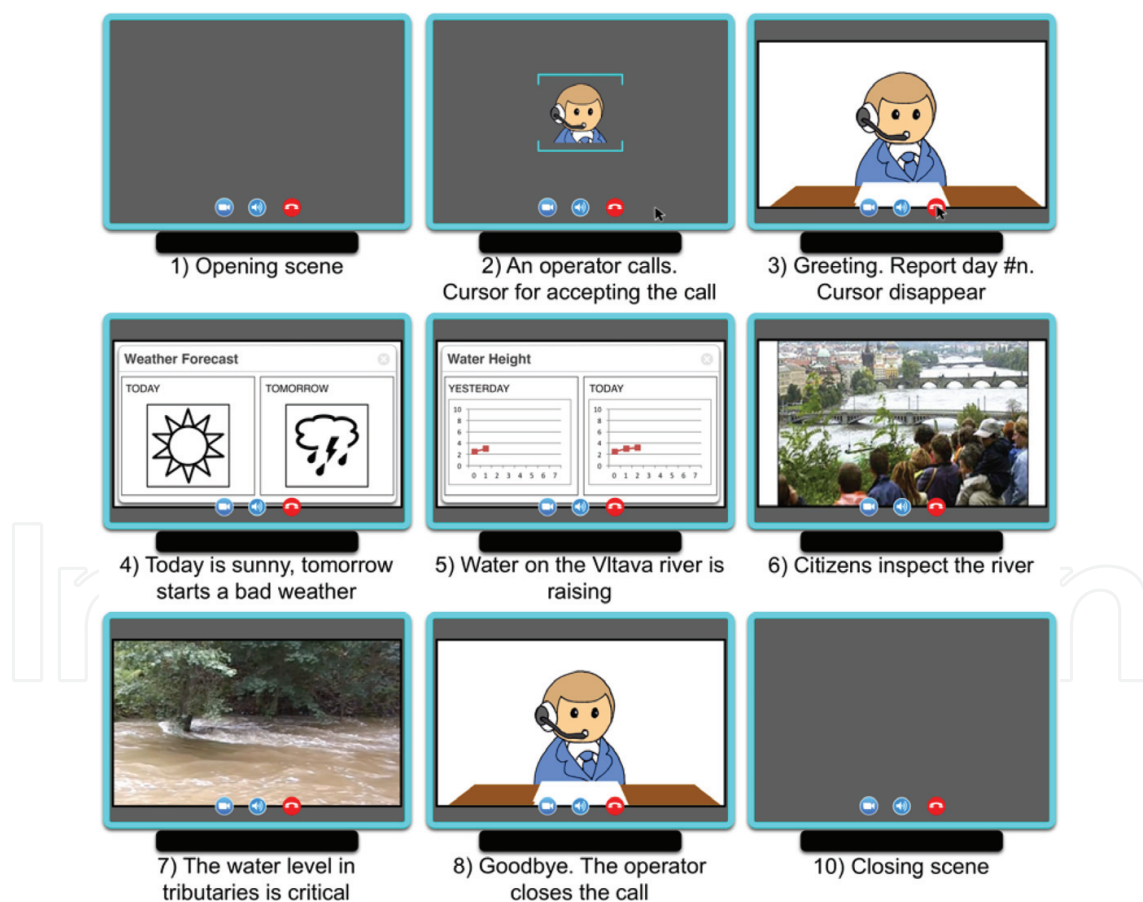 1) Opening scene
2) An operator calls.
Cursor for accepting the call
3) Greeting. Report day #n.
Cursor disappear
Weather Forecast
TODAY
TOMORROW
4) Today is sunny, tomorrow
starts a bad weather
Water Height
YESTERDAY
10
8
6
4
2
0
0 1 2 3 4 5 6 7
TODAY
10
8
6
4
2
0
0 1 2 3 4 5 6 7
5) Water on the Vltava river is
raising
6) Citizens inspect the river
7) The water level in
tributaries is critical
8) Goodbye. The operator
closes the call
10) Closing scene